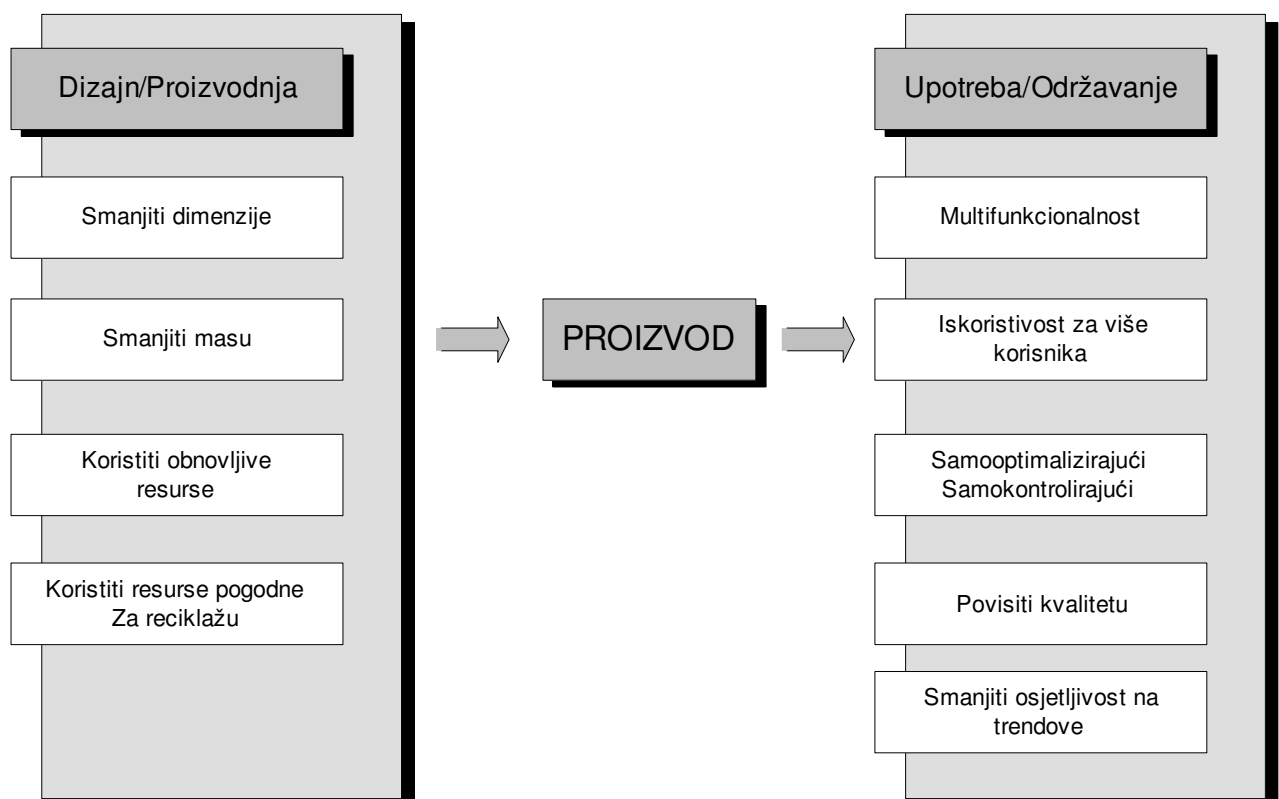 Dizajn/Proizvodnja
Smanjiti dimenzije
Smanjiti masu
Koristiti obnovljive
resurse
Koristiti resurse pogodne
Za reciklažu
PROIZVOD
Upotreba/Održavanje
Multifunkcionalnost
Iskoristivost za više
korisnika
Samooptimalizirajući
Samokontrolirajući
Povisiti kvalitetu
Smanjiti osjetljivost na
trendove